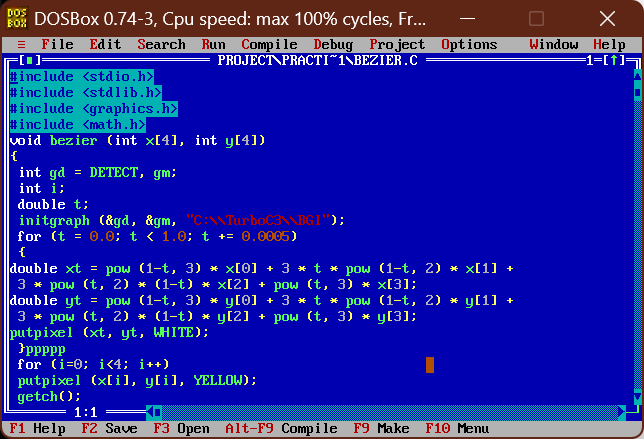 DOS BOX DOSBox 0.74-3, Cpu speed: max 100% cycles, Fr...
≡ File Edit Search Run Compile Debug Project Options Window Help
[■] PROJECT\PRACTI~1\BEZIER.C 1=[↑]
#include <stdio.h>
#include <stdlib.h>
#include <graphics.h>
#include <math.h>
void bezier (int x[4], int y[4])
{
int gd = DETECT, gm;
int i;
double t;
initgraph (&gd, &gm, "C:\\TurboC3\\BGI");
for (t = 0.0; t < 1.0; t += 0.0005)
{
double xt = pow (1-t, 3) * x[0] + 3 * t * pow (1-t, 2) * x[1] +
3 * pow (t, 2) * (1-t) * x[2] + pow (t, 3) * x[3];
double yt = pow (1-t, 3) * y[0] + 3 * t * pow (1-t, 2) * y[1] +
3 * pow (t, 2) * (1-t) * y[2] + pow (t, 3) * y[3];
putpixel (xt, yt, WHITE);
}ppppp
for (i=0; i<4; i++)
putpixel (x[i], y[i], YELLOW);
getch();
1:1
F1 Help F2 Save F3 Open Alt-F9 Compile F9 Make F10 Menu